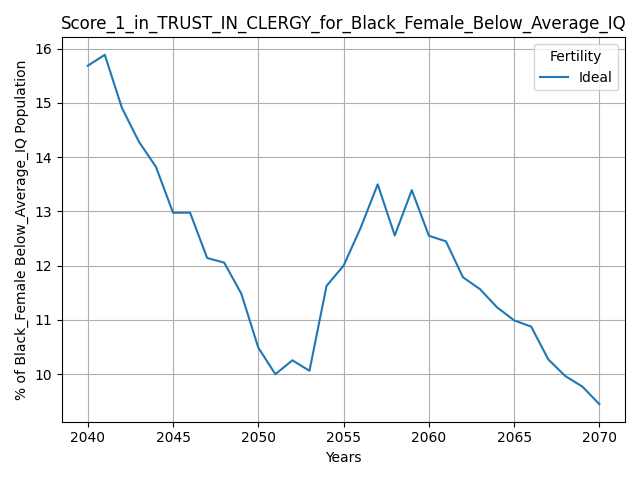 Score_1_in_TRUST_IN_CLERGY_for_Black_Female_Below_Average_IQ
% of Black_Female Below_Average_IQ Population
16
15
14
13
12
11
10
Fertility
Ideal
2040 2045 2050 2055 2060 2065 2070
Years